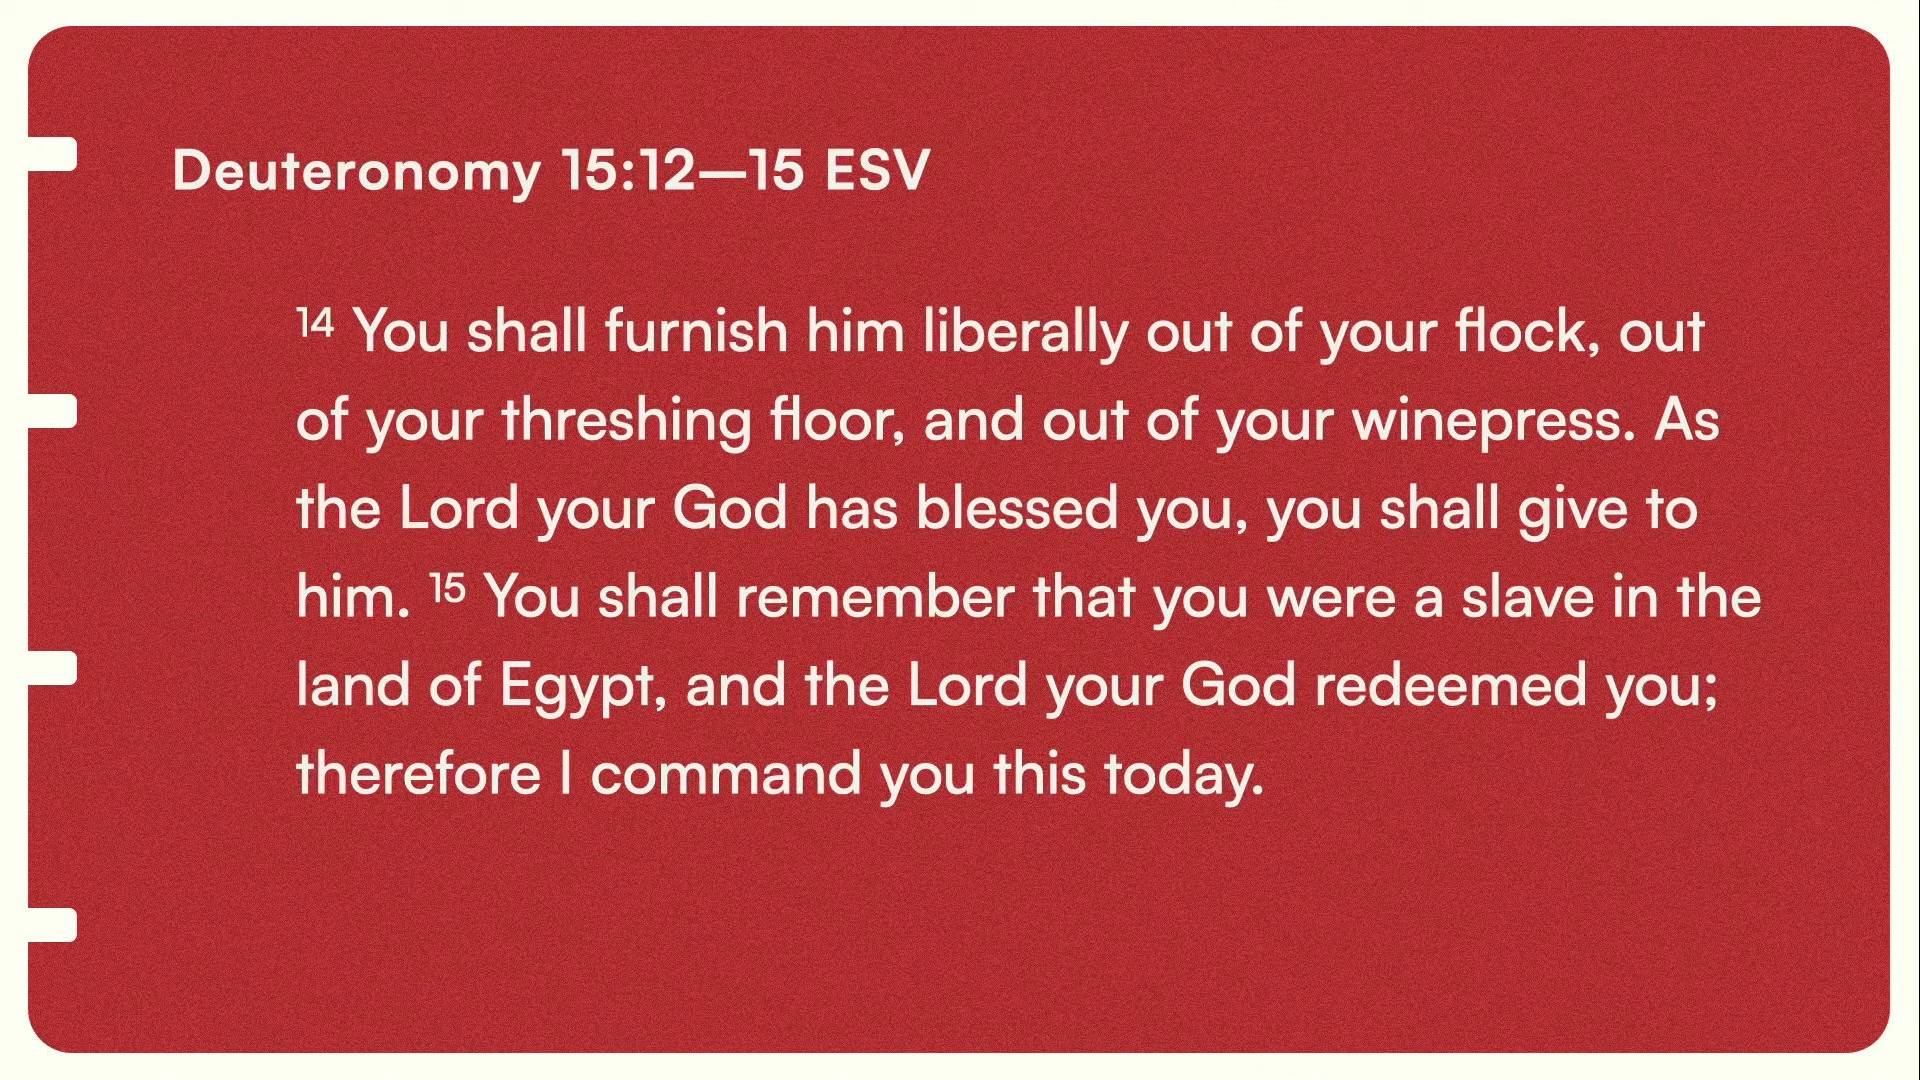 Deuteronomy 15:12—15 ESV
¹⁴ You shall furnish him liberally out of your flock, out
of your threshing floor, and out of your winepress. As
the Lord your God has blessed you, you shall give to
him. ¹⁵ You shall remember that you were a slave in the
land of Egypt, and the Lord your God redeemed you;
therefore I command you this today.